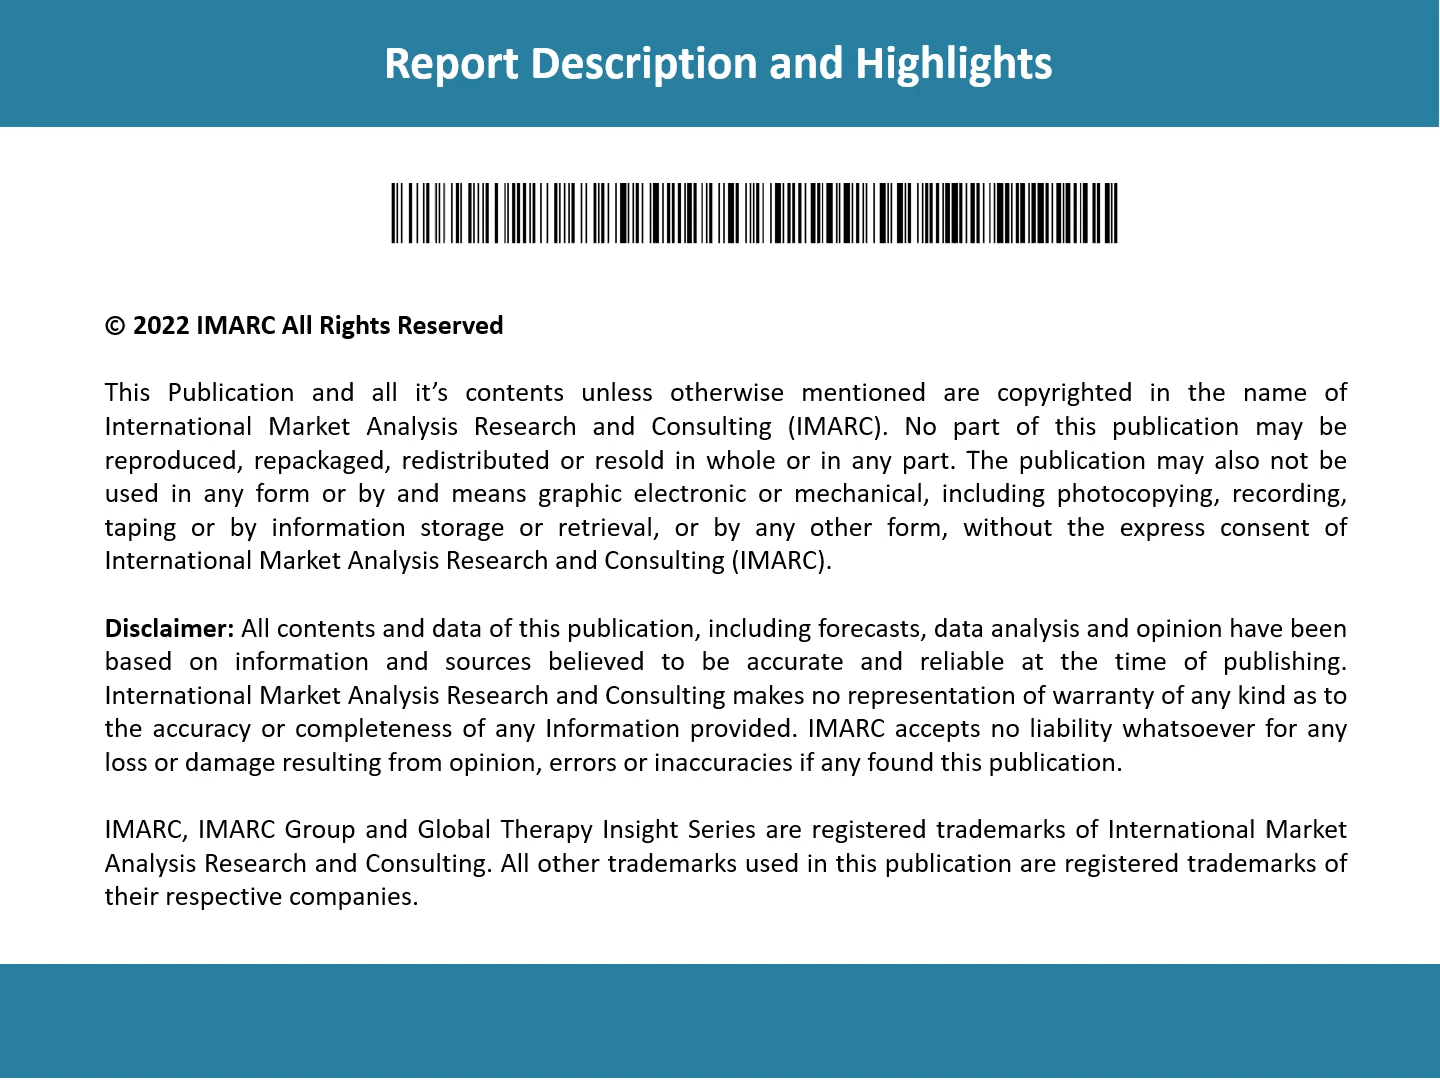 Report Description and Highlights
© 2022 IMARC All Rights Reserved
This Publication and all it’s contents unless otherwise mentioned are copyrighted in the name of
International Market Analysis Research and Consulting (IMARC). No part of this publication may be
reproduced, repackaged, redistributed or resold in whole or in any part. The publication may also not be
used in any form or by and means graphic electronic or mechanical, including photocopying, recording,
taping or by information storage or retrieval, or by any other form, without the express consent of
International Market Analysis Research and Consulting (IMARC).
Disclaimer: All contents and data of this publication, including forecasts, data analysis and opinion have been
based on information and sources believed to be accurate and reliable at the time of publishing.
International Market Analysis Research and Consulting makes no representation of warranty of any kind as to
the accuracy or completeness of any Information provided. IMARC accepts no liability whatsoever for any
loss or damage resulting from opinion, errors or inaccuracies if any found this publication.
IMARC, IMARC Group and Global Therapy Insight Series are registered trademarks of International Market
Analysis Research and Consulting. All other trademarks used in this publication are registered trademarks of
their respective companies.